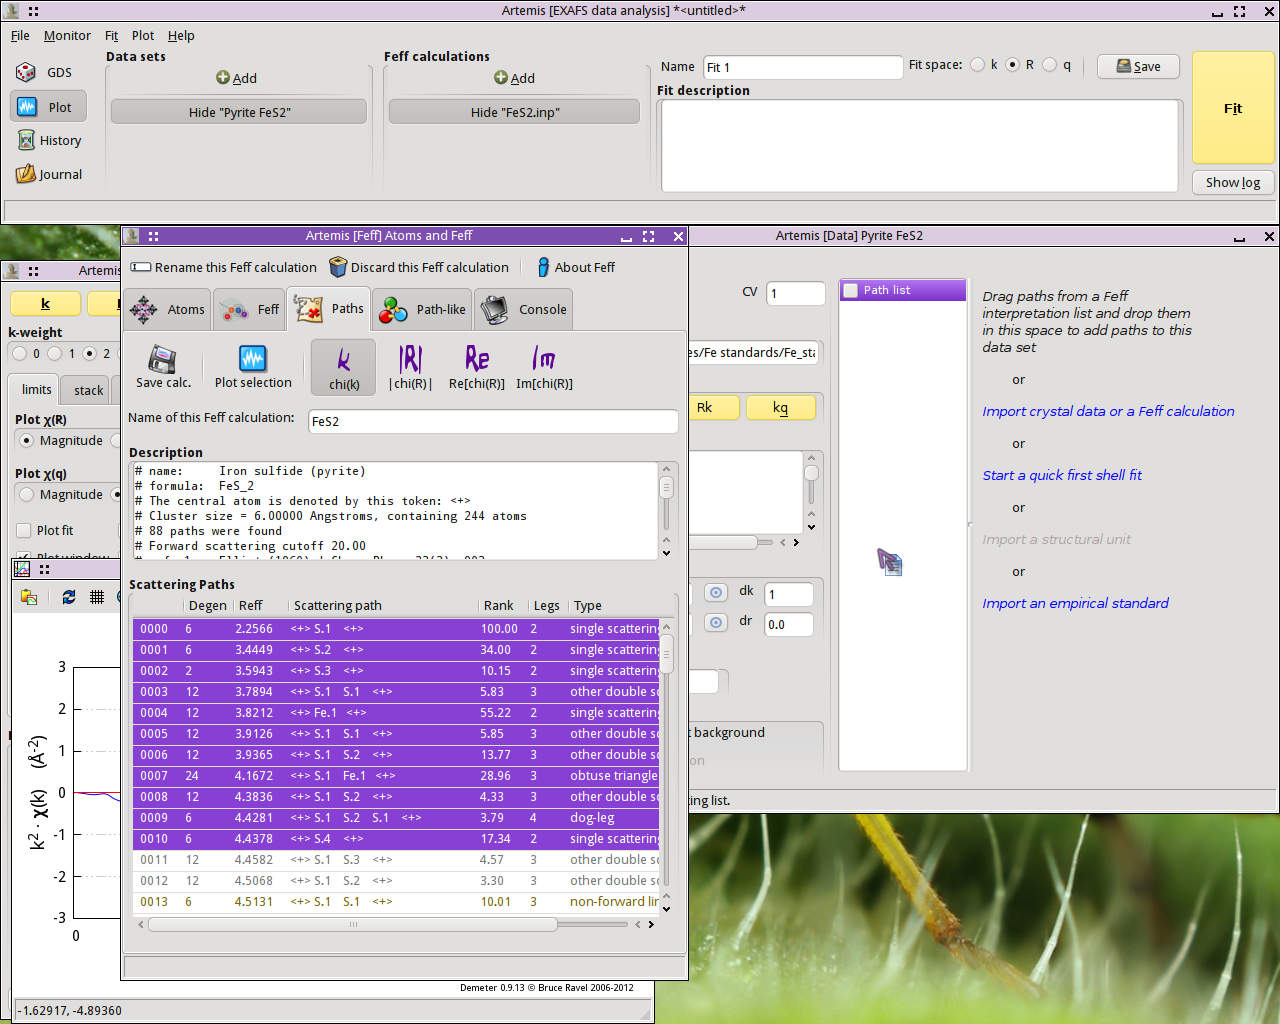 Artemis [EXAFS data analysis] *<untitled>*
File Monitor Fit Plot Help
GDS
Plot
History
Journal
Data sets
Add
Hide "Pyrite FeS2"
Feff calculations
Add
Hide "FeS2.inp"
Name Fit 1 Fit space: k R q Save
Fit description
Fit
Show log
Artemis
k
k-weight
0 1 2
limits stack
Plot χ(R)
Magnitude
Plot χ(q)
Magnitude
Plot fit
Plot window
Artemis [Feff] Atoms and Feff
Rename this Feff calculation Discard this Feff calculation About Feff
Atoms Feff Paths Path-like Console
Save calc. Plot selection chi(k) |chi(R)| Re[chi(R)] Im[chi(R)]
Name of this Feff calculation: FeS2
Description
# name: Iron sulfide (pyrite)
# formula: FeS_2
# The central atom is denoted by this token: <+>
# Cluster size = 6.00000 Angstroms, containing 244 atoms
# 88 paths were found
# Forward scattering cutoff 20.00
Scattering Paths
Degen Reff Scattering path Rank Legs Type
0000 6 2.2566 <+> S.1 <+> 100.00 2 single scattering
0001 6 3.4449 <+> S.2 <+> 34.00 2 single scattering
0002 2 3.5943 <+> S.3 <+> 10.15 2 single scattering
0003 12 3.7894 <+> S.1 S.1 <+> 5.83 3 other double sc
0004 12 3.8212 <+> Fe.1 <+> 55.22 2 single scattering
0005 12 3.9126 <+> S.1 S.1 <+> 5.85 3 other double sc
0006 12 3.9365 <+> S.1 S.2 <+> 13.77 3 other double sc
0007 24 4.1672 <+> S.1 Fe.1 <+> 28.96 3 obtuse triangle
0008 12 4.3836 <+> S.1 S.2 <+> 4.33 3 other double sc
0009 6 4.4281 <+> S.1 S.2 S.1 <+> 3.79 4 dog-leg
0010 6 4.4378 <+> S.4 <+> 17.34 2 single scattering
0011 12 4.4582 <+> S.1 S.3 <+> 4.57 3 other double sc
0012 12 4.5068 <+> S.1 S.2 <+> 3.30 3 other double sc
0013 6 4.5131 <+> S.1 S.1 <+> 10.01 3 non-forward lin
Artemis [Data] Pyrite FeS2
CV 1
es/Fe standards/Fe_sta
Rk kq
dk 1
dr 0.0
t background
on
ing list.
Path list
Drag paths from a Feff
interpretation list and drop them
in this space to add paths to this
data set
or
Import crystal data or a Feff calculation
or
Start a quick first shell fit
or
Import a structural unit
or
Import an empirical standard
3
2
1
0
-1
-2
-3
0
k2 · χ(k) (Å-2)
Demeter 0.9.13 © Bruce Ravel 2006-2012
-1.62917, -4.89360